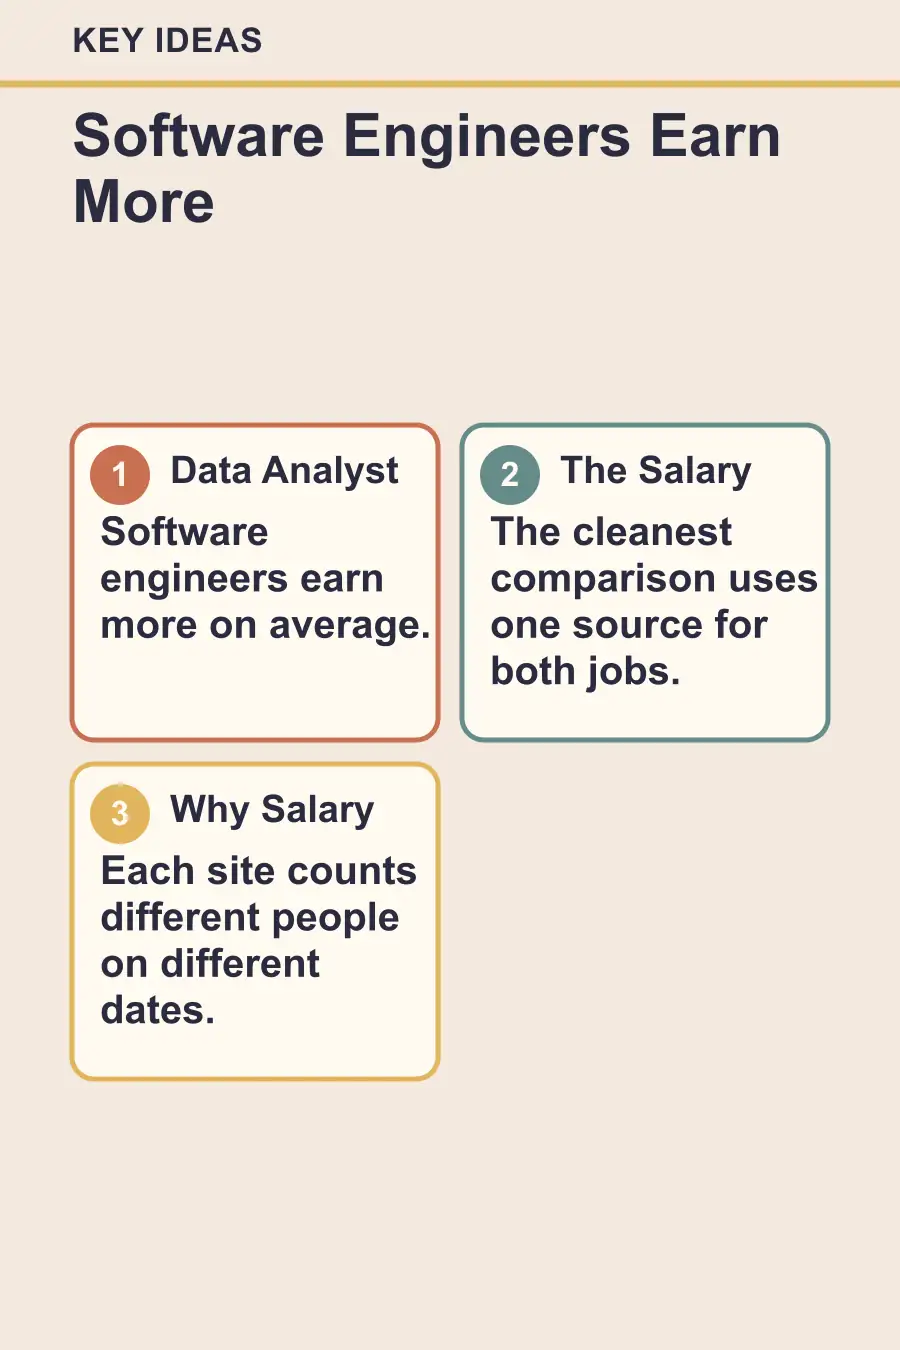 KEY IDEAS
Software Engineers Earn
More
1 Data Analyst
Software
engineers earn
more on average.
2 The Salary
The cleanest
comparison uses
one source for
both jobs.
3 Why Salary
Each site counts
different people
on different
dates.